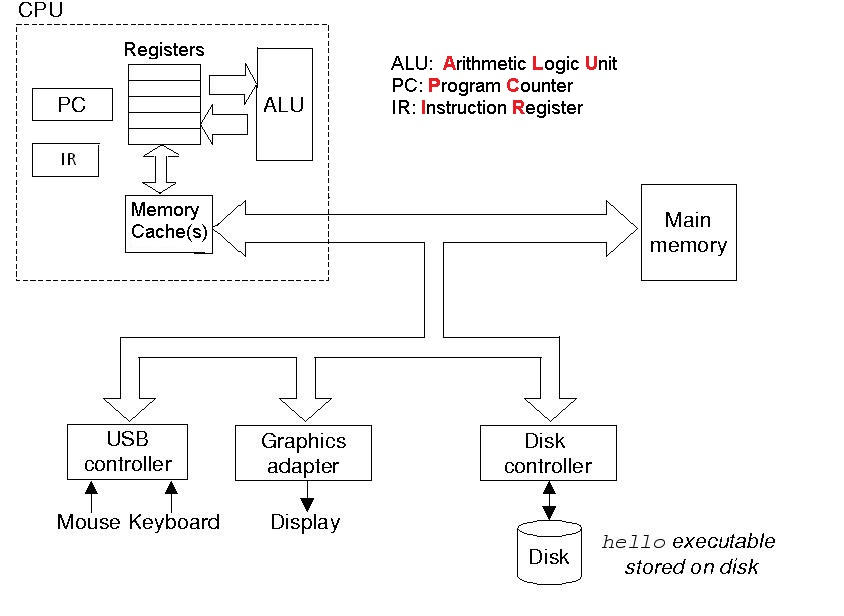 CPU
Registers
PC
IR
ALU
Memory
Cache(s)
ALU: Arithmetic Logic Unit
PC: Program Counter
IR: Instruction Register
Main
memory
USB
controller
Graphics
adapter
Disk
controller
Mouse Keyboard
Display
Disk
hello executable
stored on disk